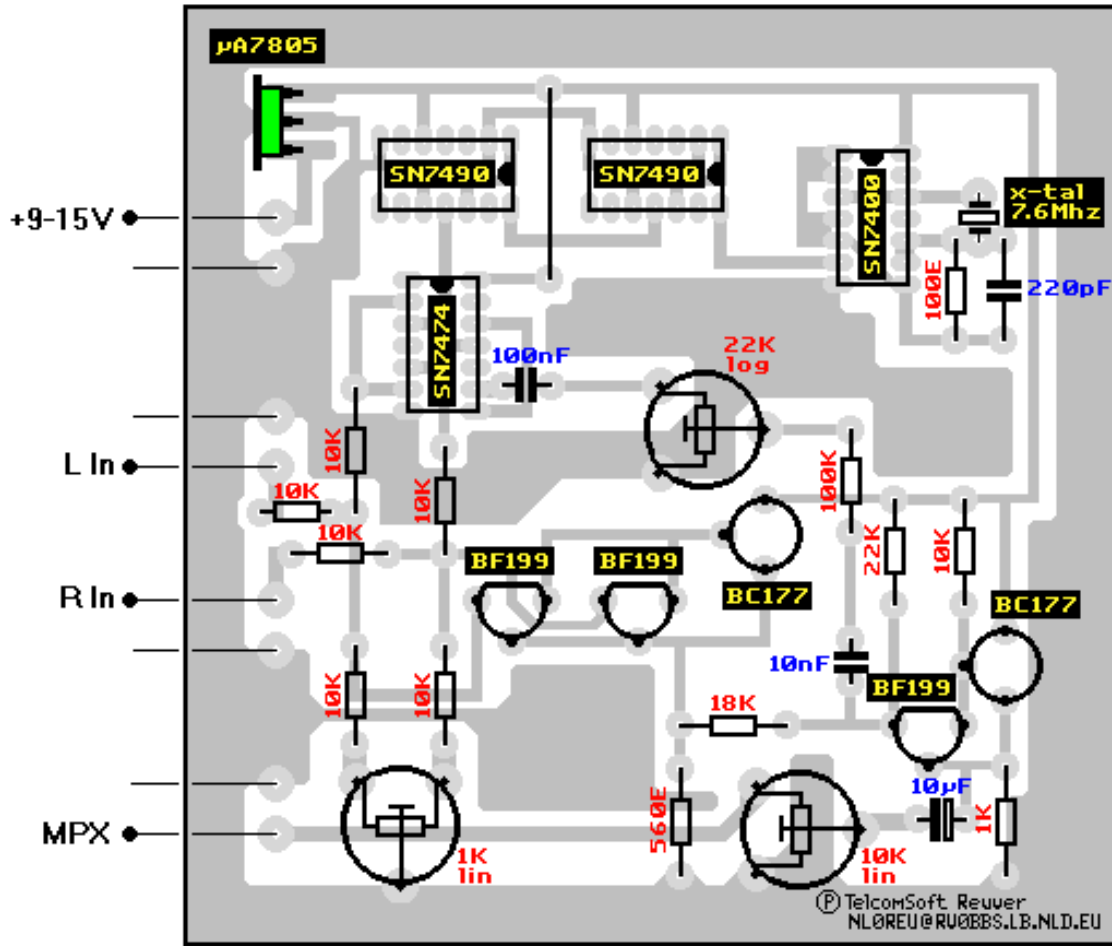 µA7805
SN7490
SN7490
SN7400
x-tal
7.6Mhz
+9-15V
100E
220pF
SN7474
100nF
22K
log
L In
10K
10K
10K
10K
100K
22K
10K
BF199
BF199
BC177
BC177
R In
10nF
BF199
10K
10K
18K
10µF
MPX
560E
1K
1K
lin
10K
lin
Ⓟ TelcomSoft Reuver
NL0REU@RU0BBS.LB.NLD.EU